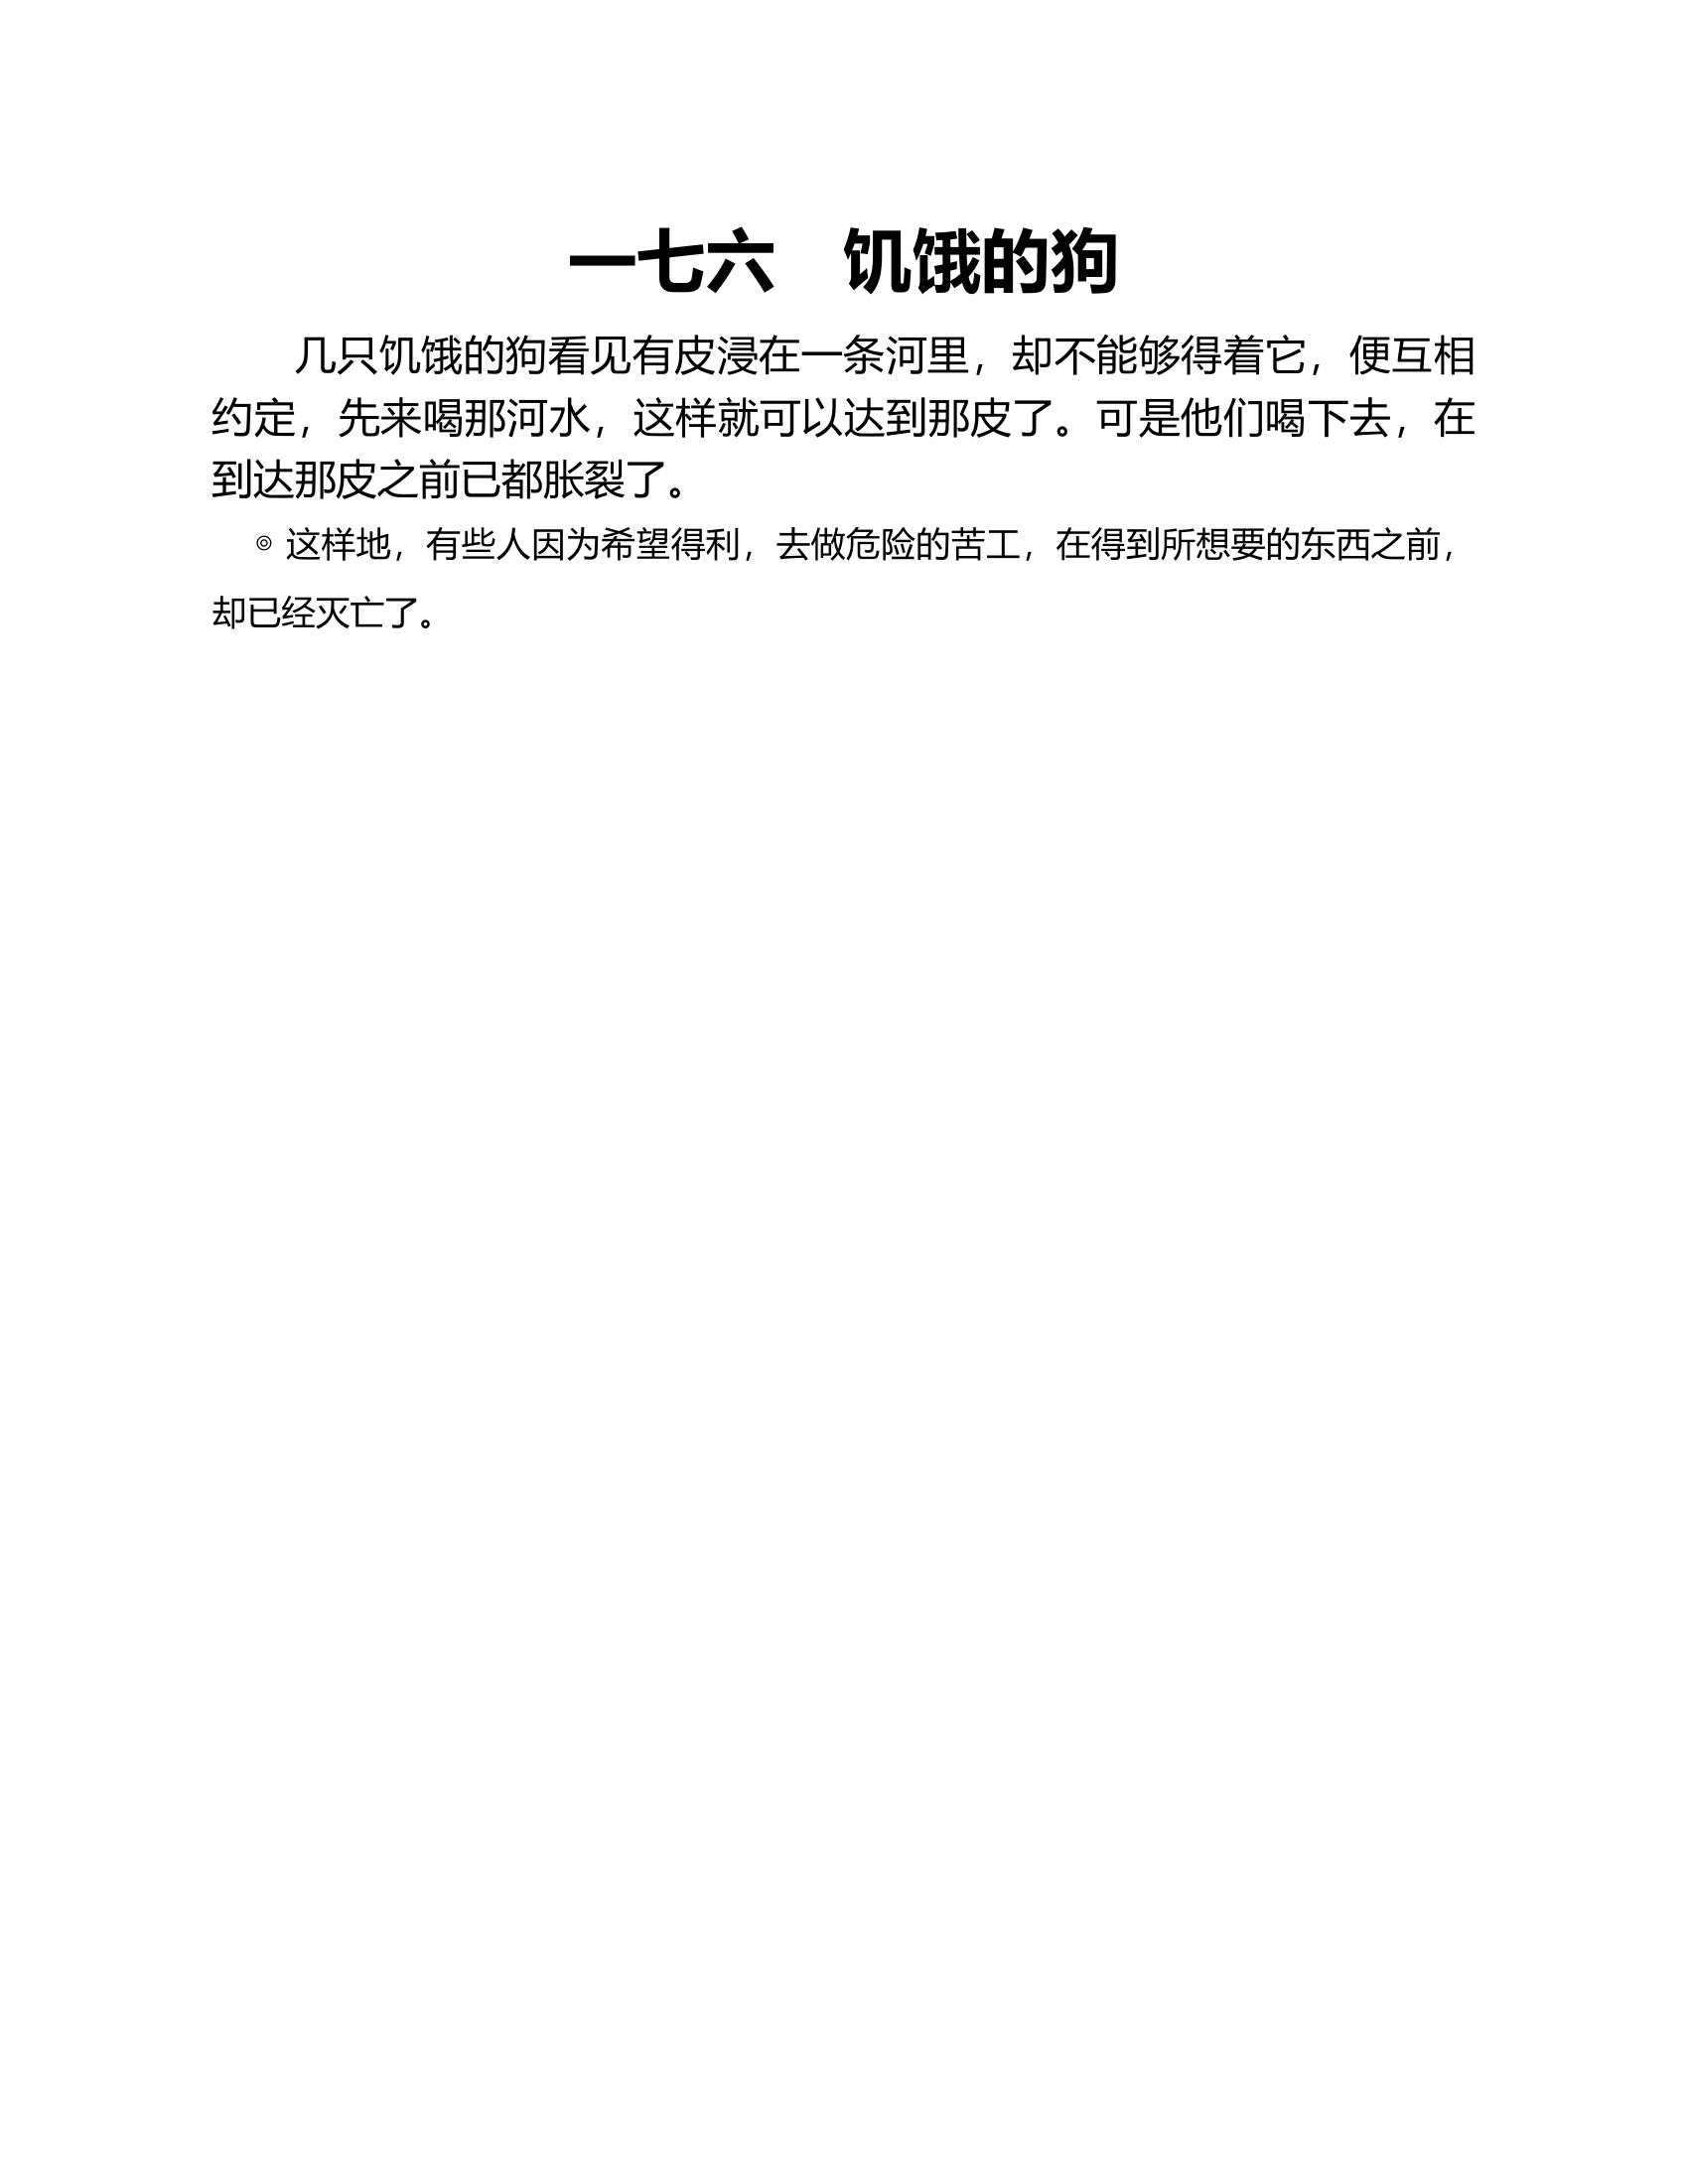 一七六　饥饿的狗
几只饥饿的狗看见有皮浸在一条河里，却不能够得着它，便互相
约定，先来喝那河水，这样就可以达到那皮了。可是他们喝下去，在
到达那皮之前已都胀裂了。
◎ 这样地，有些人因为希望得利，去做危险的苦工，在得到所想要的东西之前，
却已经灭亡了。